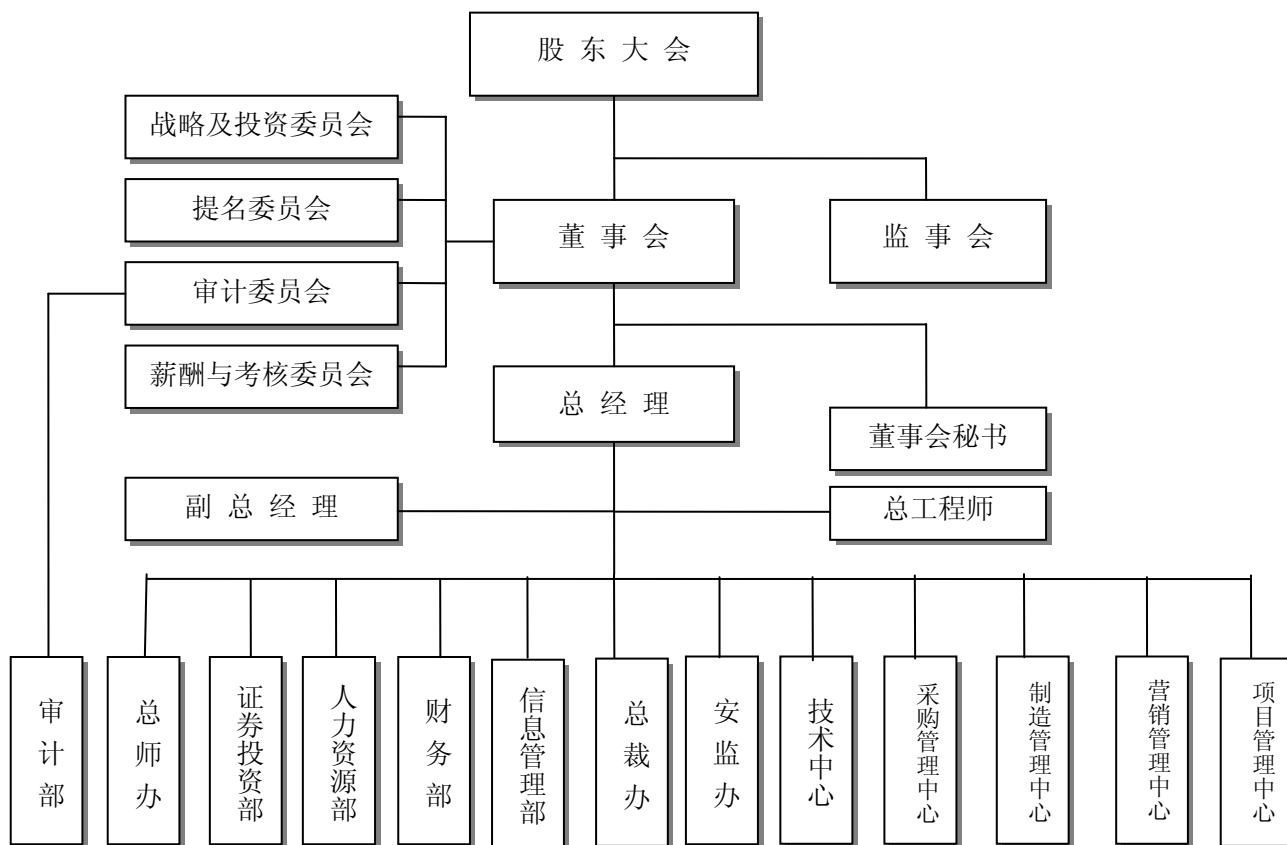 股东大会
战略及投资委员会
提名委员会
董事会
监事会
审计委员会
薪酬与考核委员会
总经理
董事会秘书
副总经理
总工程师
审计部
总师办
证券投资部
人力资源部
财务部
信息管理部
总裁办
安监办
技术中心
采购管理中心
制造管理中心
营销管理中心
项目管理中心